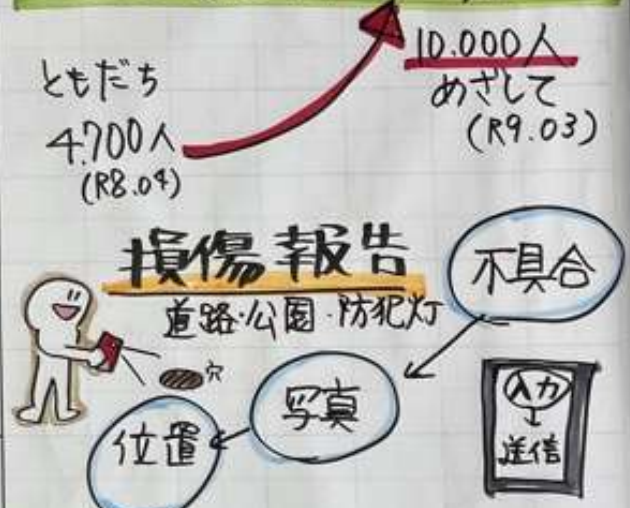 ともだち
4.700人
(R8.04)
10.000人
めざして
(R9.03)
損傷報告
道路・公園・防犯灯
不具合
写真
位置
穴
入力
送信